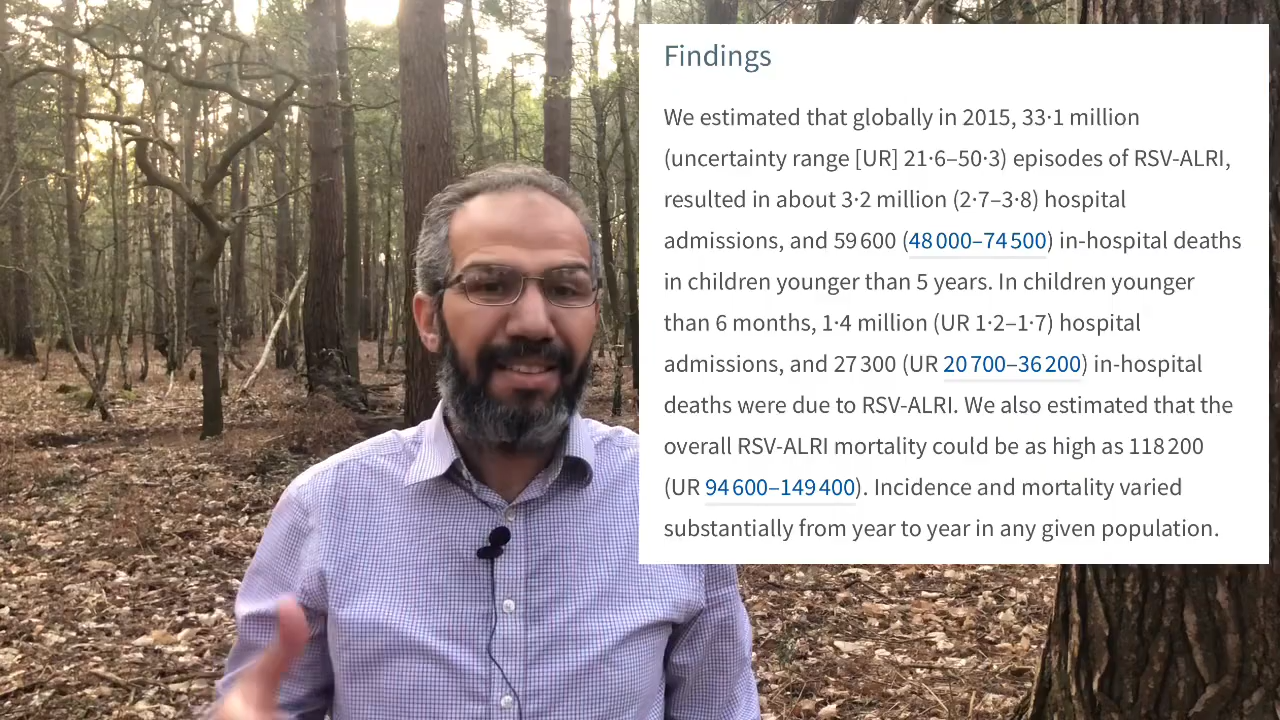 Findings
We estimated that globally in 2015, 33·1 million
(uncertainty range [UR] 21·6–50·3) episodes of RSV-ALRI,
resulted in about 3·2 million (2·7–3·8) hospital
admissions, and 59 600 (48 000–74 500) in-hospital deaths
in children younger than 5 years. In children younger
than 6 months, 1·4 million (UR 1·2–1·7) hospital
admissions, and 27 300 (UR 20 700–36 200) in-hospital
deaths were due to RSV-ALRI. We also estimated that the
overall RSV-ALRI mortality could be as high as 118 200
(UR 94 600–149 400). Incidence and mortality varied
substantially from year to year in any given population.